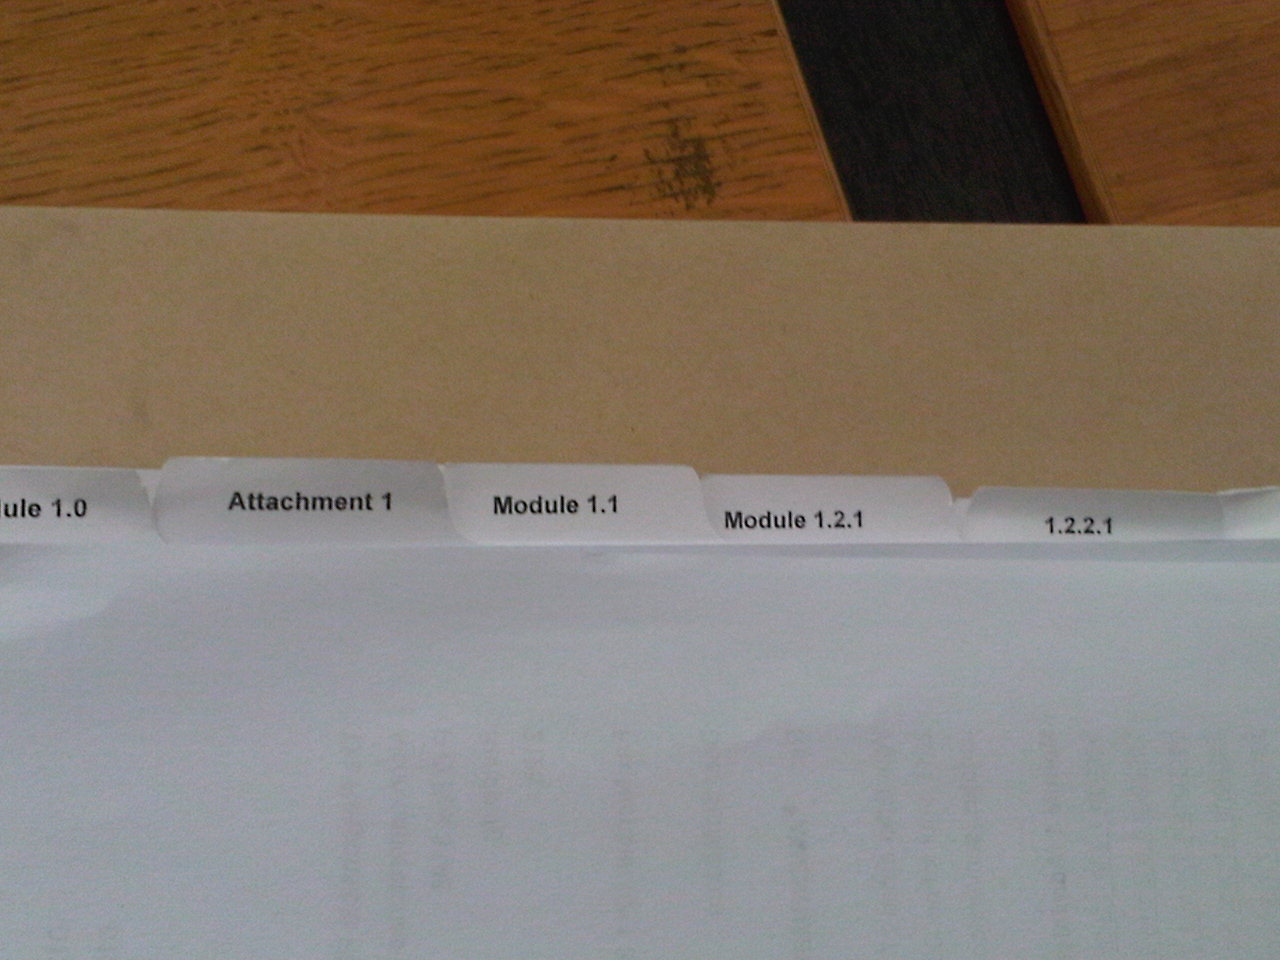 ule 1.0
Attachment 1
Module 1.1
Module 1.2.1
1.2.2.1